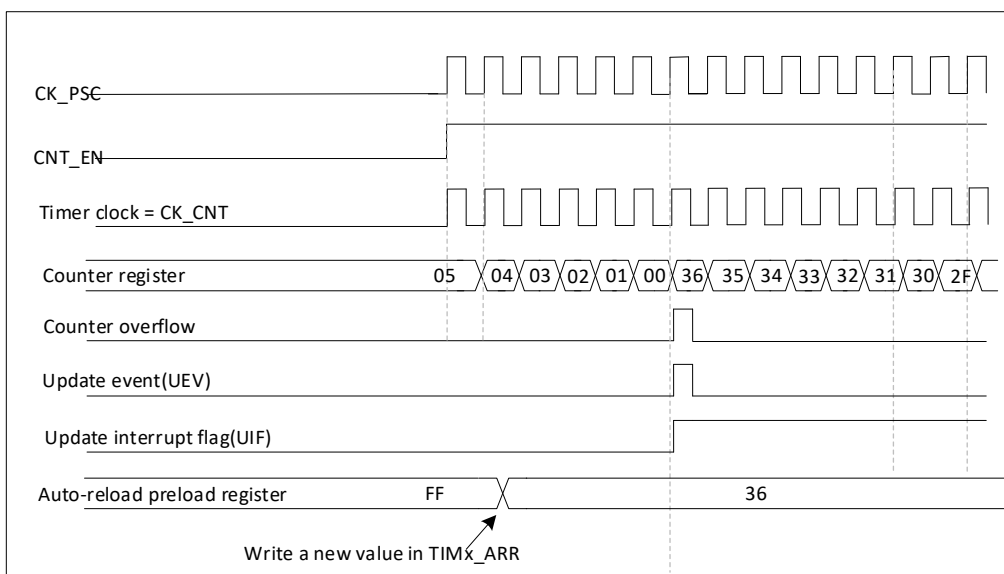 CK_PSC
CNT_EN
Timer clock = CK_CNT
Counter register 05 04 03 02 01 00 36 35 34 33 32 31 30 2F
Counter overflow
Update event(UEV)
Update interrupt flag(UIF)
Auto-reload preload register FF 36
Write a new value in TIMx_ARR